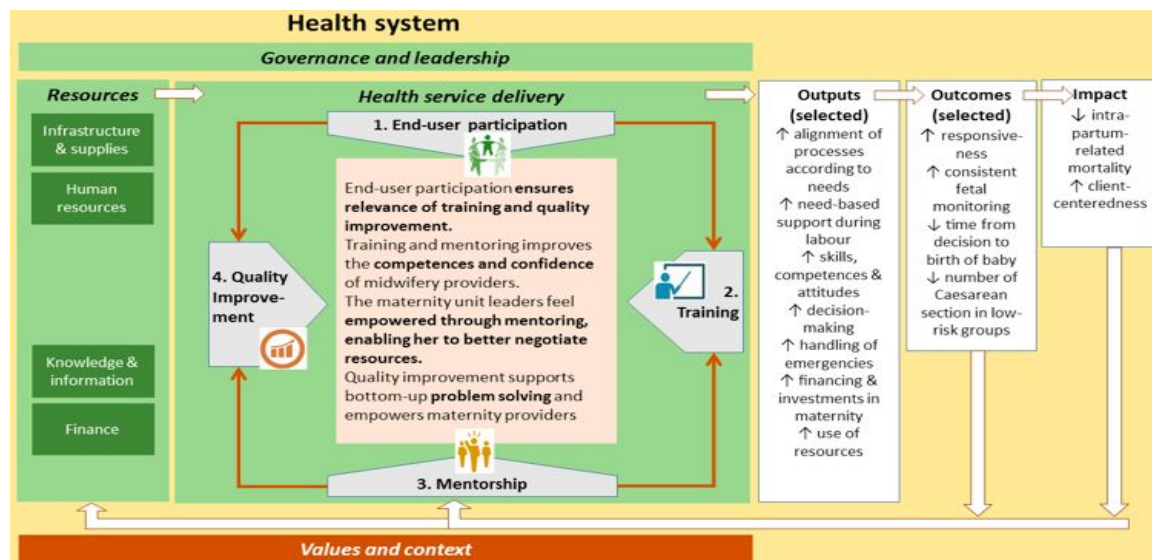 Health system
Governance and leadership
Resources
Infrastructure
& supplies
Human
resources
Knowledge &
information
Finance
Health service delivery
1. End-user participation
End-user participation ensures
relevance of training and quality
improvement.
Training and mentoring improves
the competences and confidence
of midwifery providers.
The maternity unit leaders feel
empowered through mentoring,
enabling her to better negotiate
resources.
Quality improvement supports
bottom-up problem solving and
empowers maternity providers
4. Quality
Improve-
ment
2.
Training
3. Mentorship
Outputs
(selected)
↑ alignment of
processes
according to
needs
↑ need-based
support during
labour
↑ skills,
competences &
attitudes
↑ decision-
making
↑ handling of
emergencies
↑ financing &
investments in
maternity
↑ use of
resources
Outcomes
(selected)
↑ responsive-
ness
↑ consistent
fetal
monitoring
↓ time from
decision to
birth of baby
↓ number of
Caesarean
section in low-
risk groups
Impact
↓ intra-
partum-
related
mortality
↑ client-
centeredness
Values and context